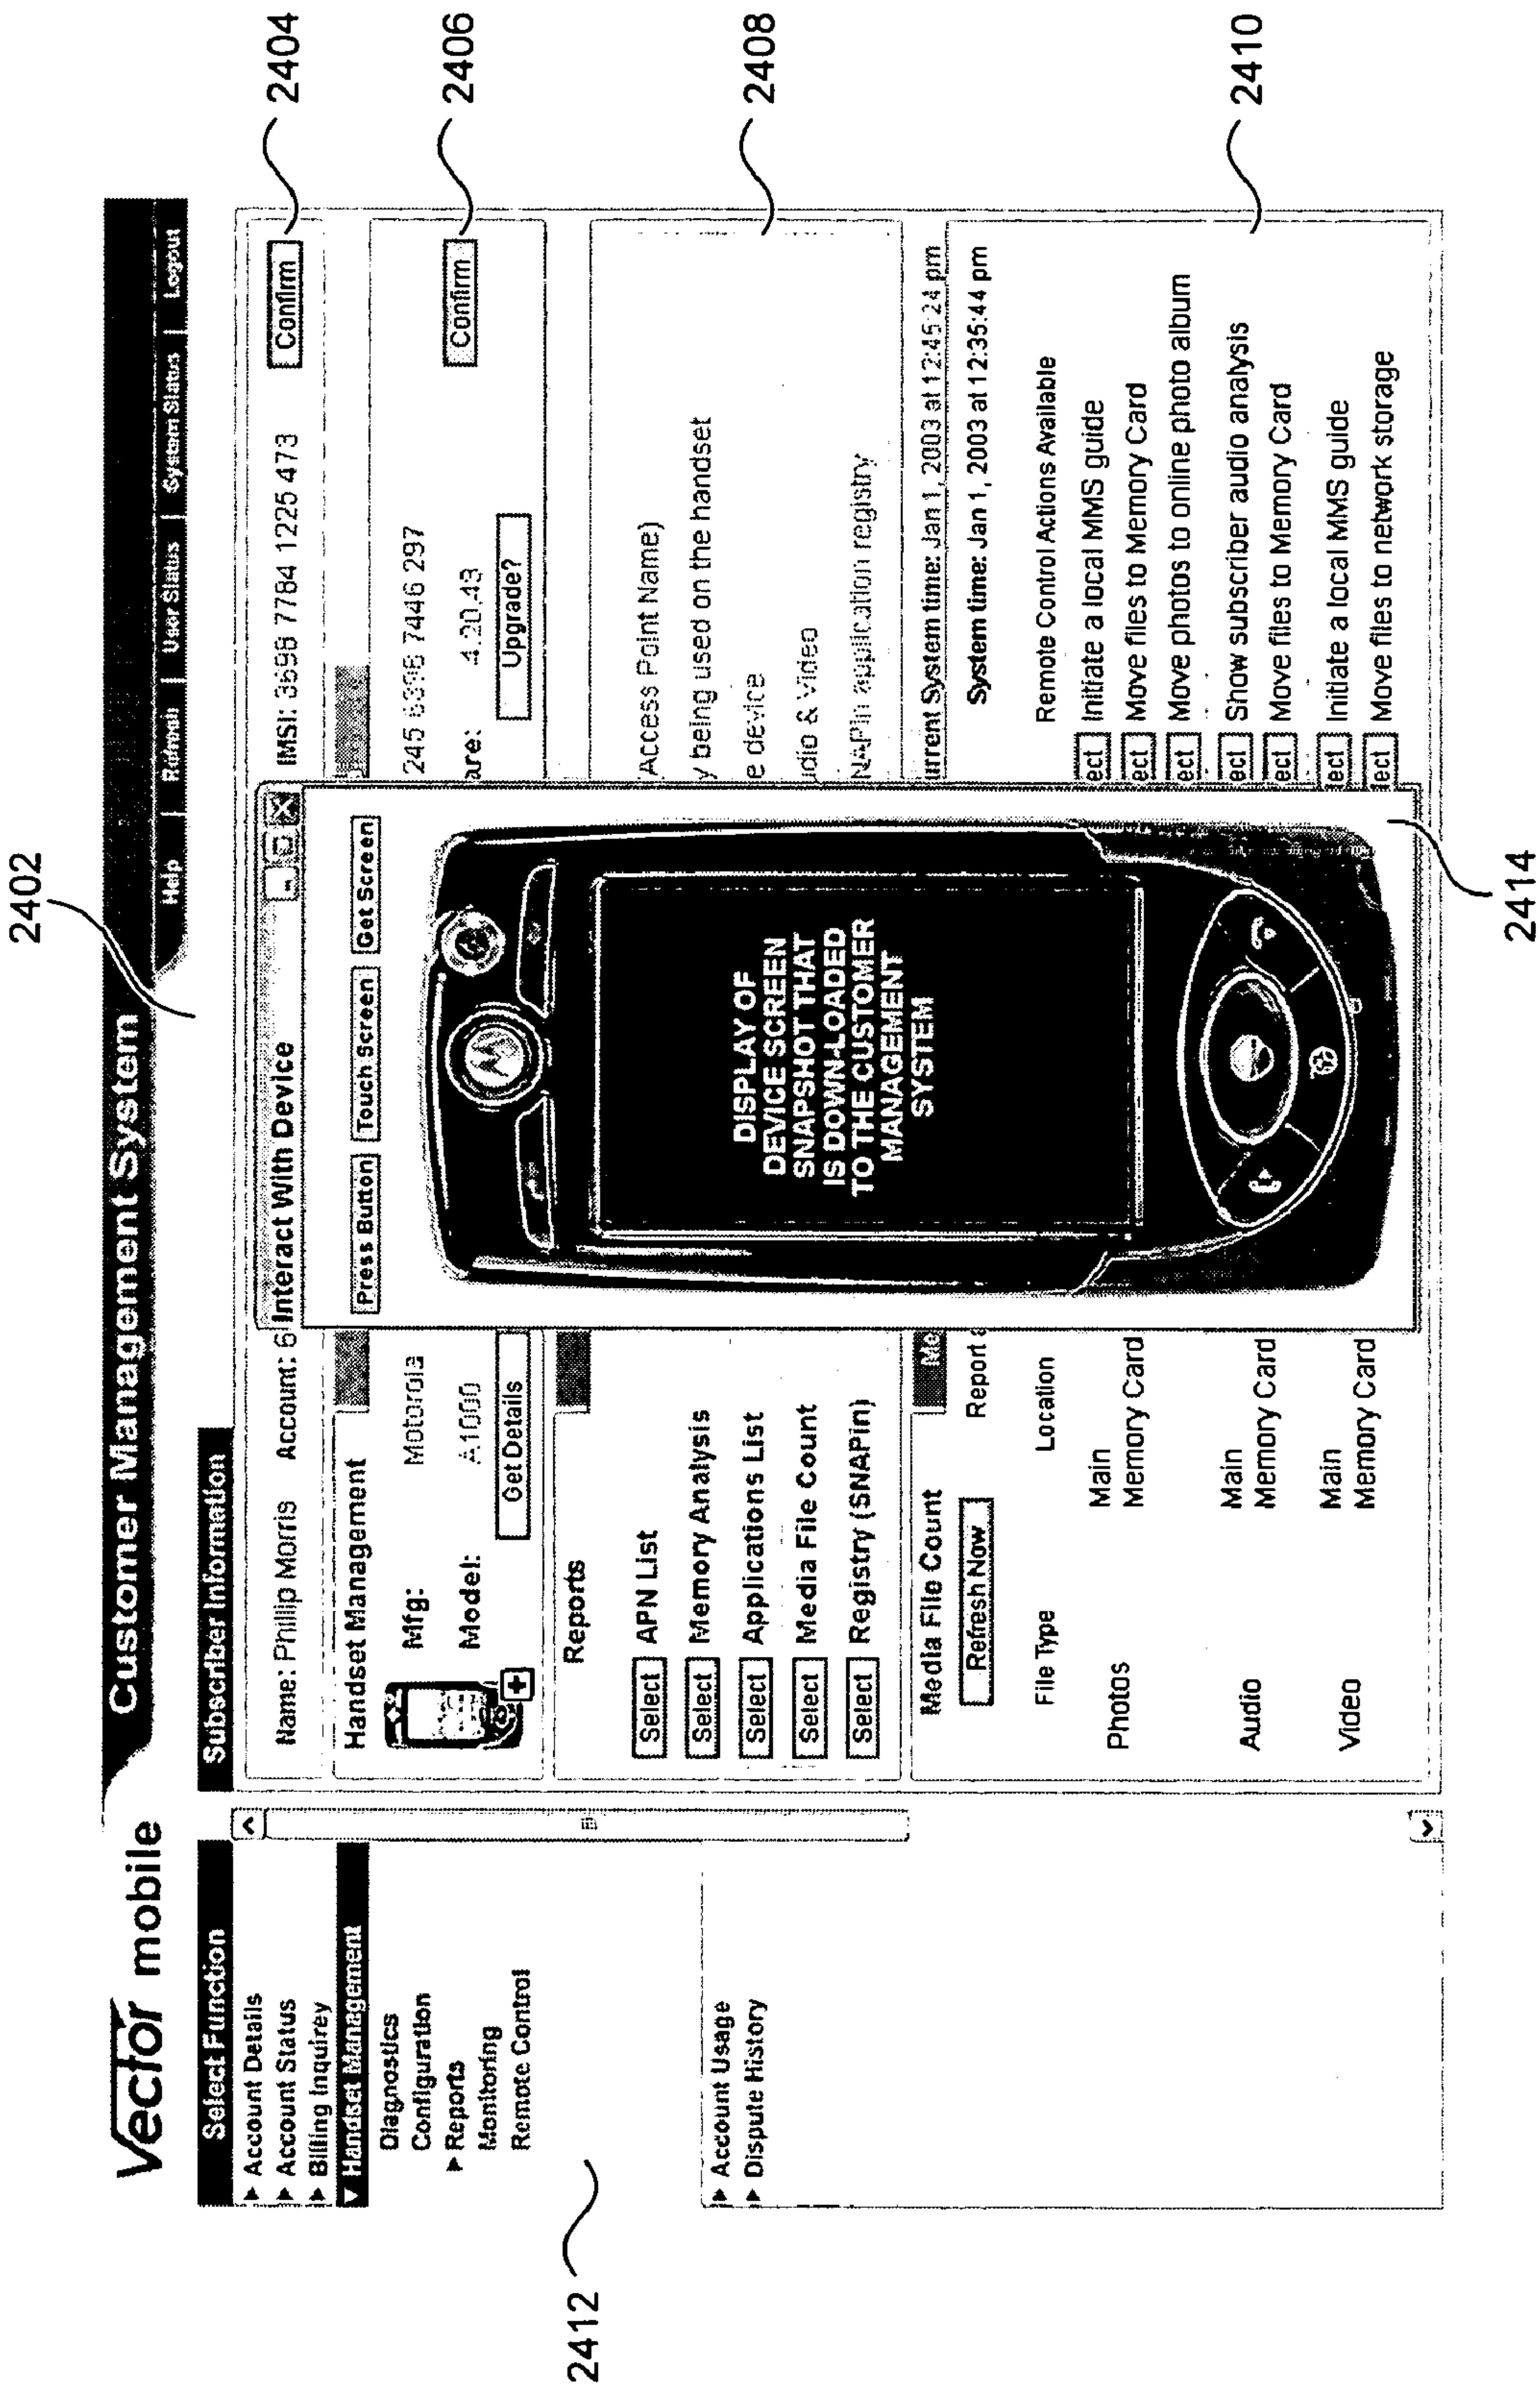 2402
Vector mobile
Customer Management System
Help | Refresh | User Status | System Status | Logout
Select Function
Account Details
Account Status
Billing Inquirey
Handset Management
Diagnostics
Configuration
Reports
Monitoring
Remote Control
Account Usage
Dispute History
2412
Subscriber Information
Name: Phillip Morris Account: 6
IMSI: 3698 7784 1225 473
Confirm
2404
Handset Management
Mfg: Motorola
Model: A1000
Get Details
7446 297
are: 4.20.43
Upgrade?
Confirm
2406
Reports
Select APN List
Access Point Name)
Select Memory Analysis
y being used on the handset
Select Applications List
e device
Select Media File Count
udio & Video
Select Registry (SNAPin)
NAPin application registry
2408
Media File Count
Mo
urrent System time: Jan 1, 2003 at 12:45:24 pm
Refresh Now
Report a
System time: Jan 1, 2003 at 12:35:44 pm
File Type Location Remote Control Actions Available
Photos
Main
ect Initiate a local MMS guide
Memory Card
ect Move files to Memory Card
ect Move photos to online photo album
Audio
Main
ect Show subscriber audio analysis
Memory Card
ect Move files to Memory Card
Video
Main
lect Initiate a local MMS guide
Memory Card
lect Move files to network storage
2410
Interact With Device
Press Button Touch Screen Get Screen
DISPLAY OF
DEVICE SCREEN
SNAPSHOT THAT
IS DOWN-LOADED
TO THE CUSTOMER
MANAGEMENT
SYSTEM
2414